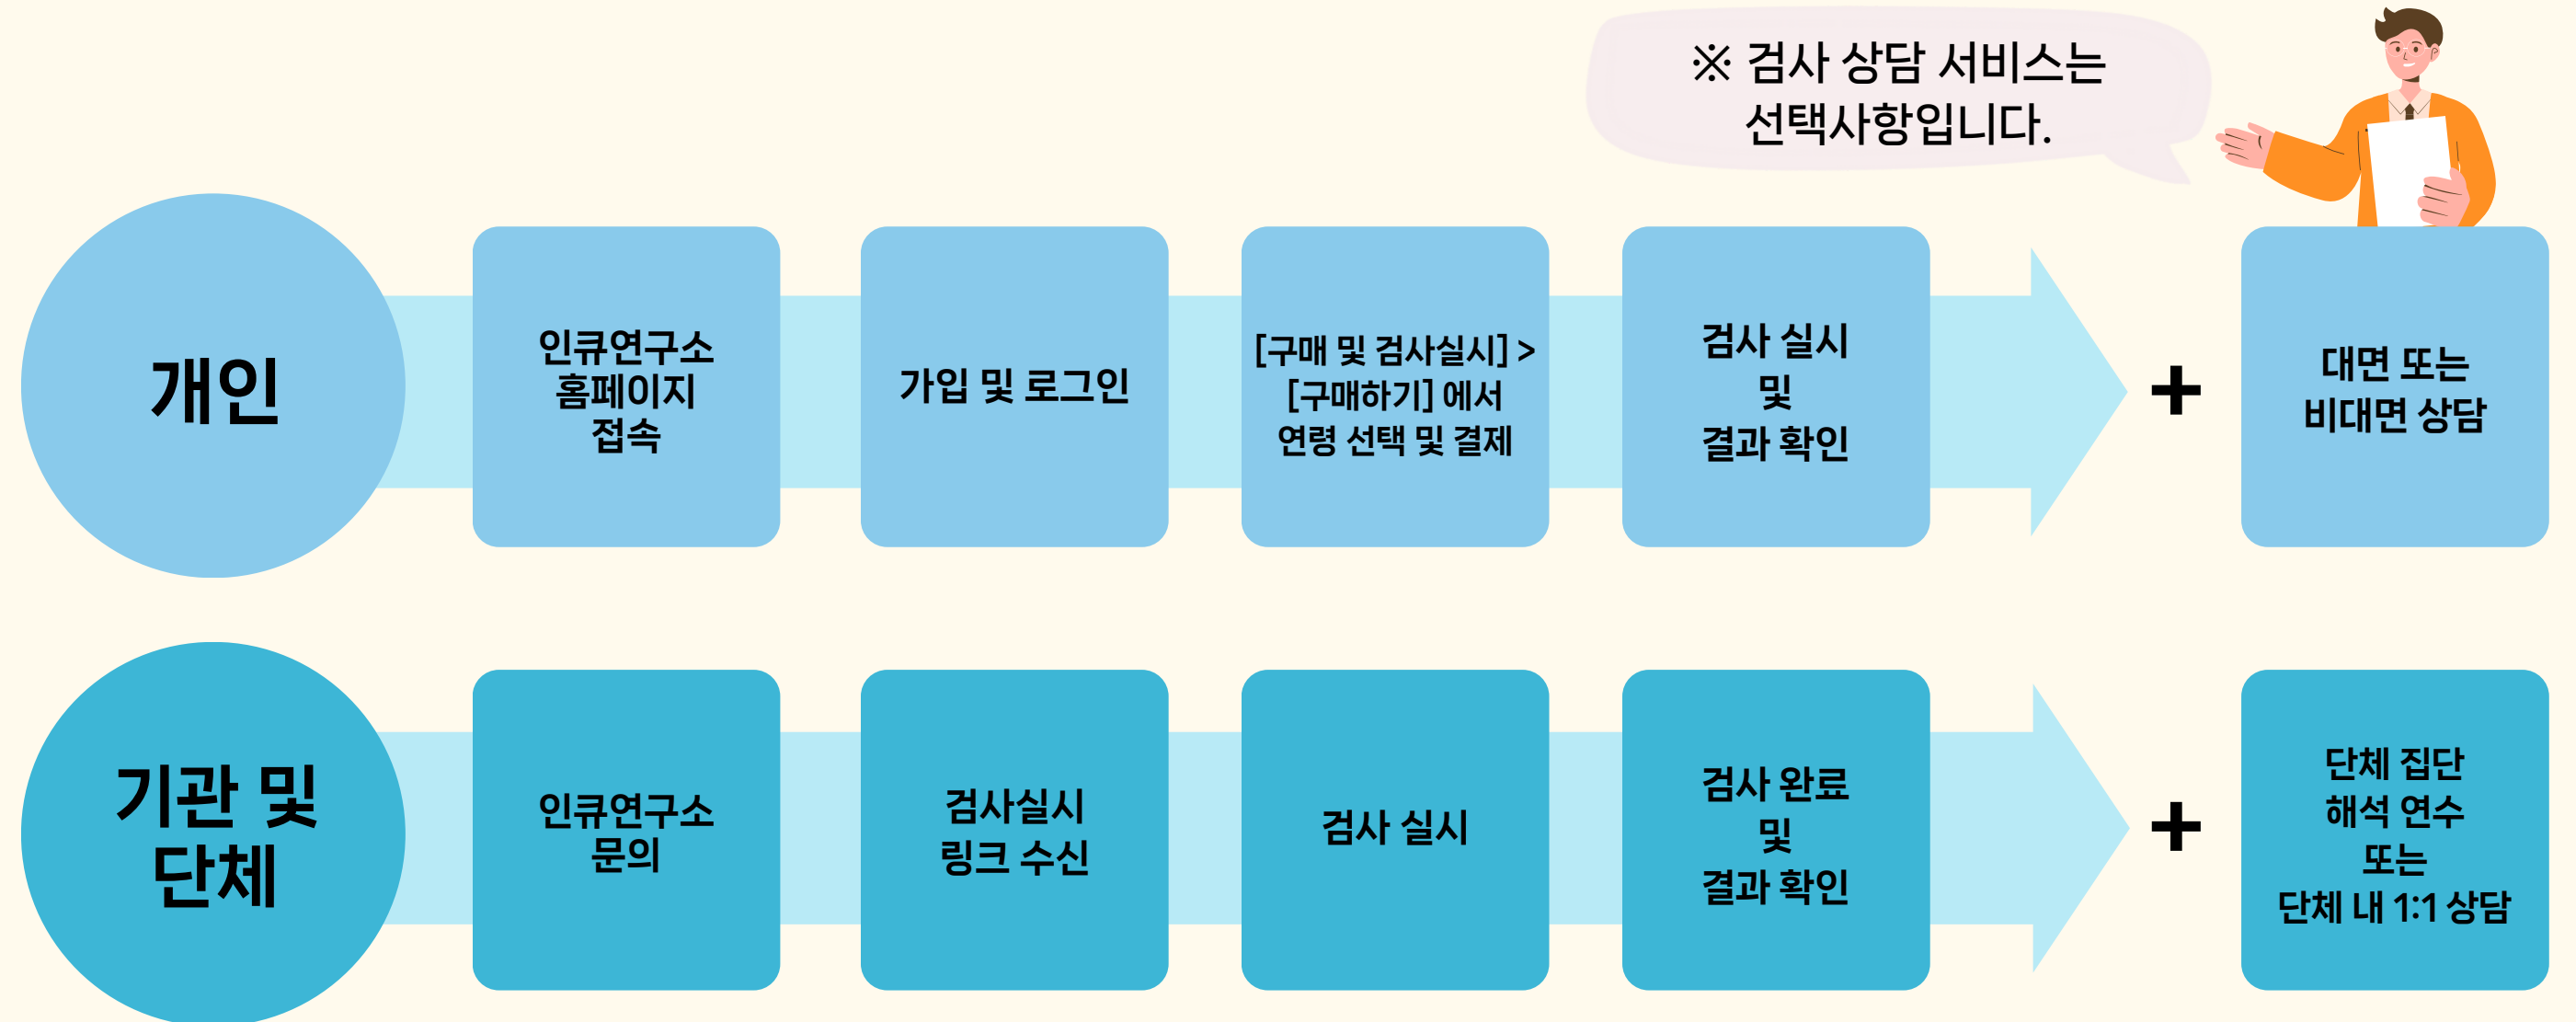 ※ 검사 상담 서비스는
선택사항입니다.
개인
인큐연구소
홈페이지
접속
가입 및 로그인
[구매 및 검사실시] >
[구매하기] 에서
연령 선택 및 결제
검사 실시
및
결과 확인
+
대면 또는
비대면 상담
기관 및
단체
인큐연구소
문의
검사실시
링크 수신
검사 실시
검사 완료
및
결과 확인
+
단체 집단
해석 연수
또는
단체 내 1:1 상담